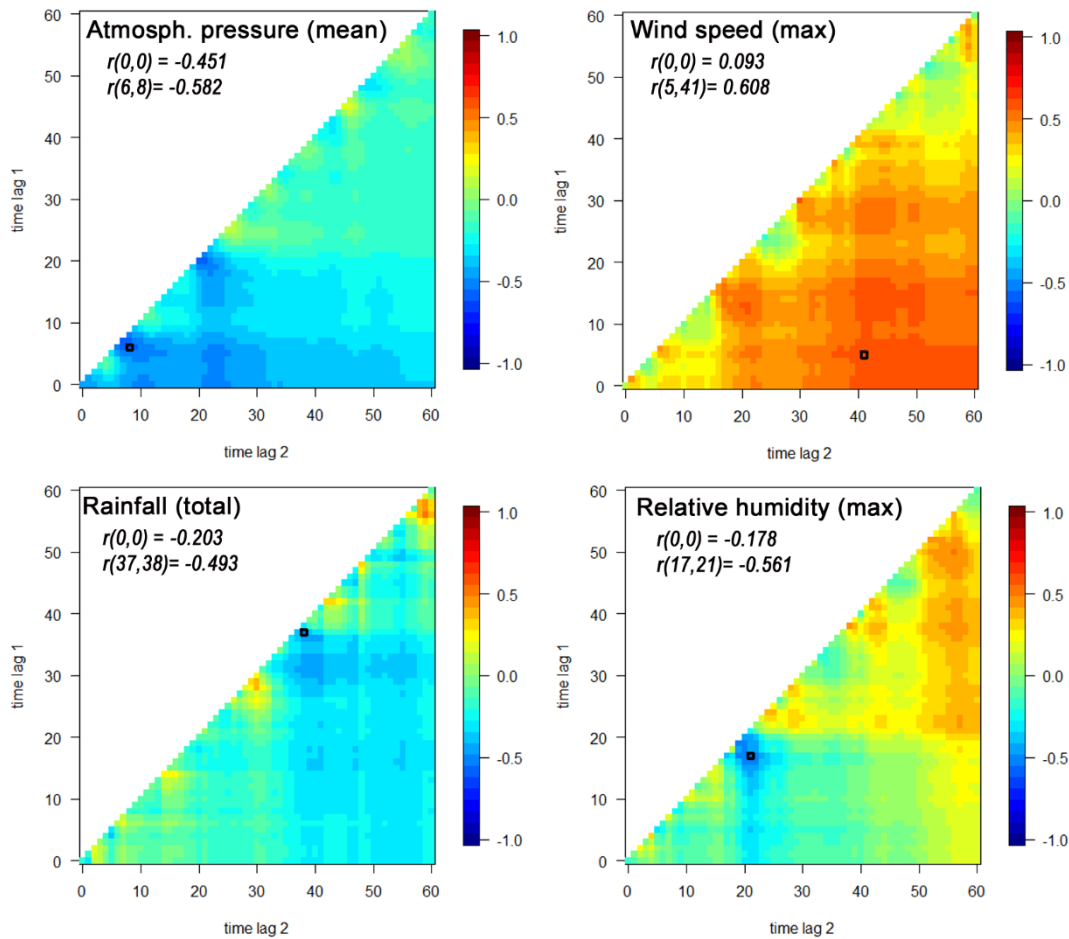 Atmosph. pressure (mean)
r(0,0) = -0.451
r(6,8)= -0.582
60
50
40
30
20
10
0
time lag 1
0 10 20 30 40 50 60
time lag 2
1.0
0.5
0.0
-0.5
-1.0
Wind speed (max)
r(0,0) = 0.093
r(5,41) = 0.608
60
50
40
30
20
10
0
time lag 1
0 10 20 30 40 50 60
time lag 2
1.0
0.5
0.0
-0.5
-1.0
Rainfall (total)
r(0,0) = -0.203
r(37,38)= -0.493
60
50
40
30
20
10
0
time lag 1
0 10 20 30 40 50 60
time lag 2
1.0
0.5
0.0
-0.5
-1.0
Relative humidity (max)
r(0,0) = -0.178
r(17,21)= -0.561
60
50
40
30
20
10
0
time lag 1
0 10 20 30 40 50 60
time lag 2
1.0
0.5
0.0
-0.5
-1.0